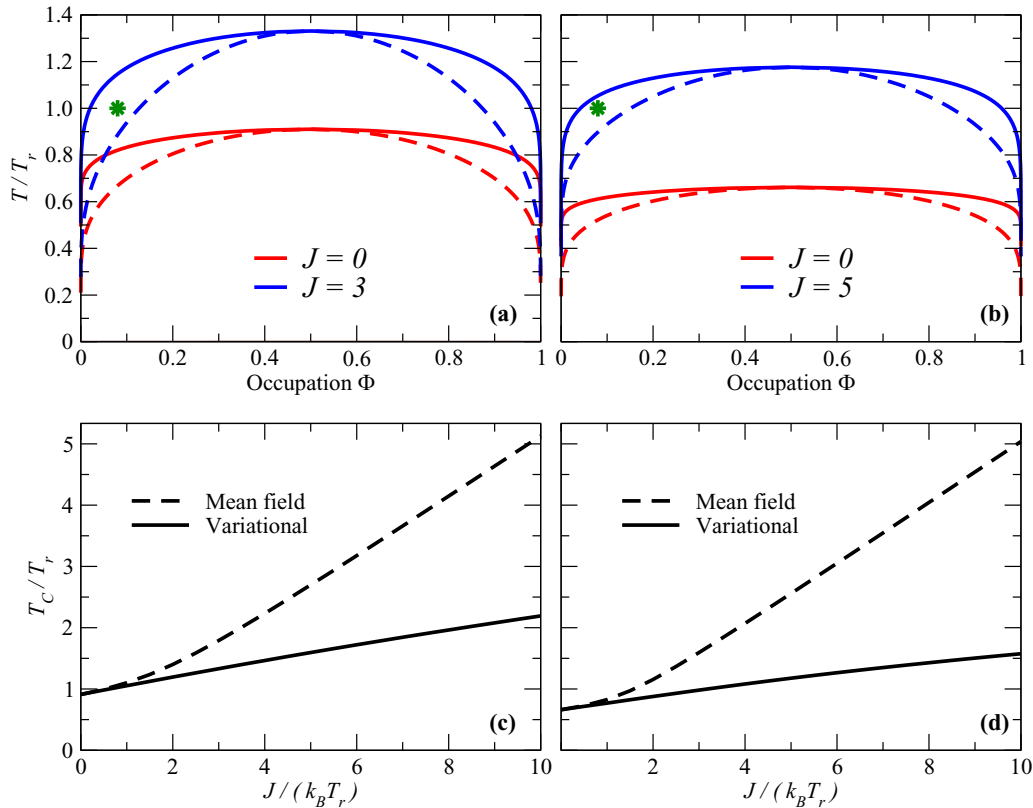 1.4
1.2
1.0
0.8
0.6
0.4
0.2
0
T / T_r
J = 0
J = 3
(a)
0 0.2 0.4 0.6 0.8 1
Occupation Φ
J = 0
J = 5
(b)
0 0.2 0.4 0.6 0.8 1
Occupation Φ
5
4
3
2
1
0
T_C / T_r
Mean field
Variational
(c)
0 2 4 6 8 10
J / ( k_B T_r )
Mean field
Variational
(d)
2 4 6 8 10
J / ( k_B T_r )